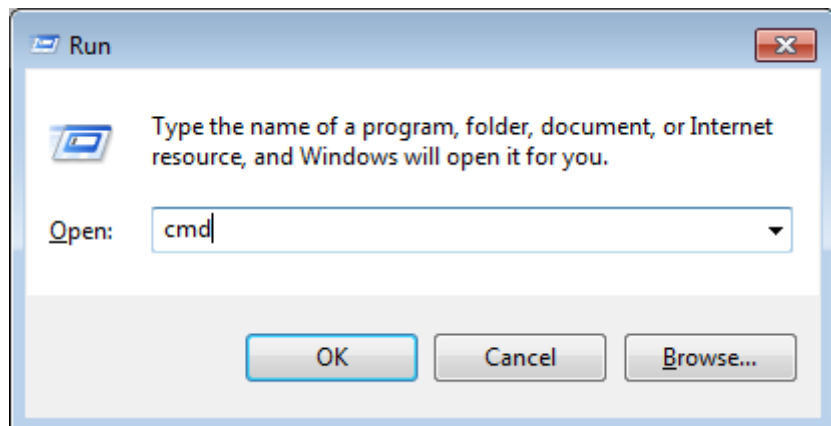 Run
Type the name of a program, folder, document, or Internet
resource, and Windows will open it for you.
Open: cmd
OK Cancel Browse...